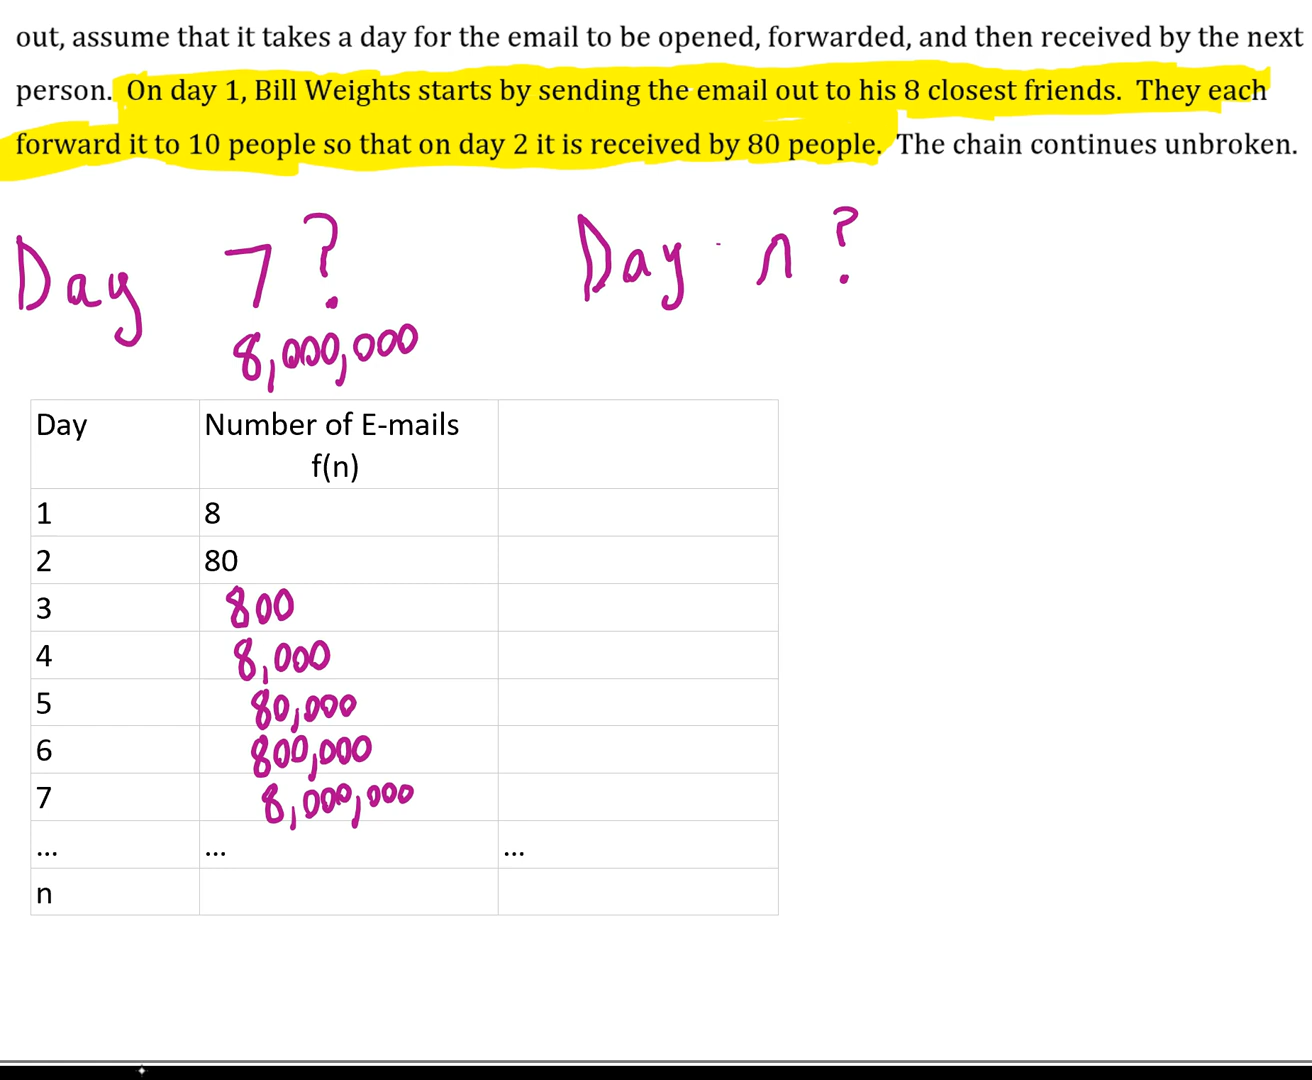 out, assume that it takes a day for the email to be opened, forwarded, and then received by the next
person. On day 1, Bill Weights starts by sending the email out to his 8 closest friends. They each
forward it to 10 people so that on day 2 it is received by 80 people. The chain continues unbroken.
Day 7? Day n?
8,000,000
Day Number of E-mails
f(n)
1 8
2 80
3 800
4 8,000
5 80,000
6 800,000
7 8,000,000
... ... ...
n